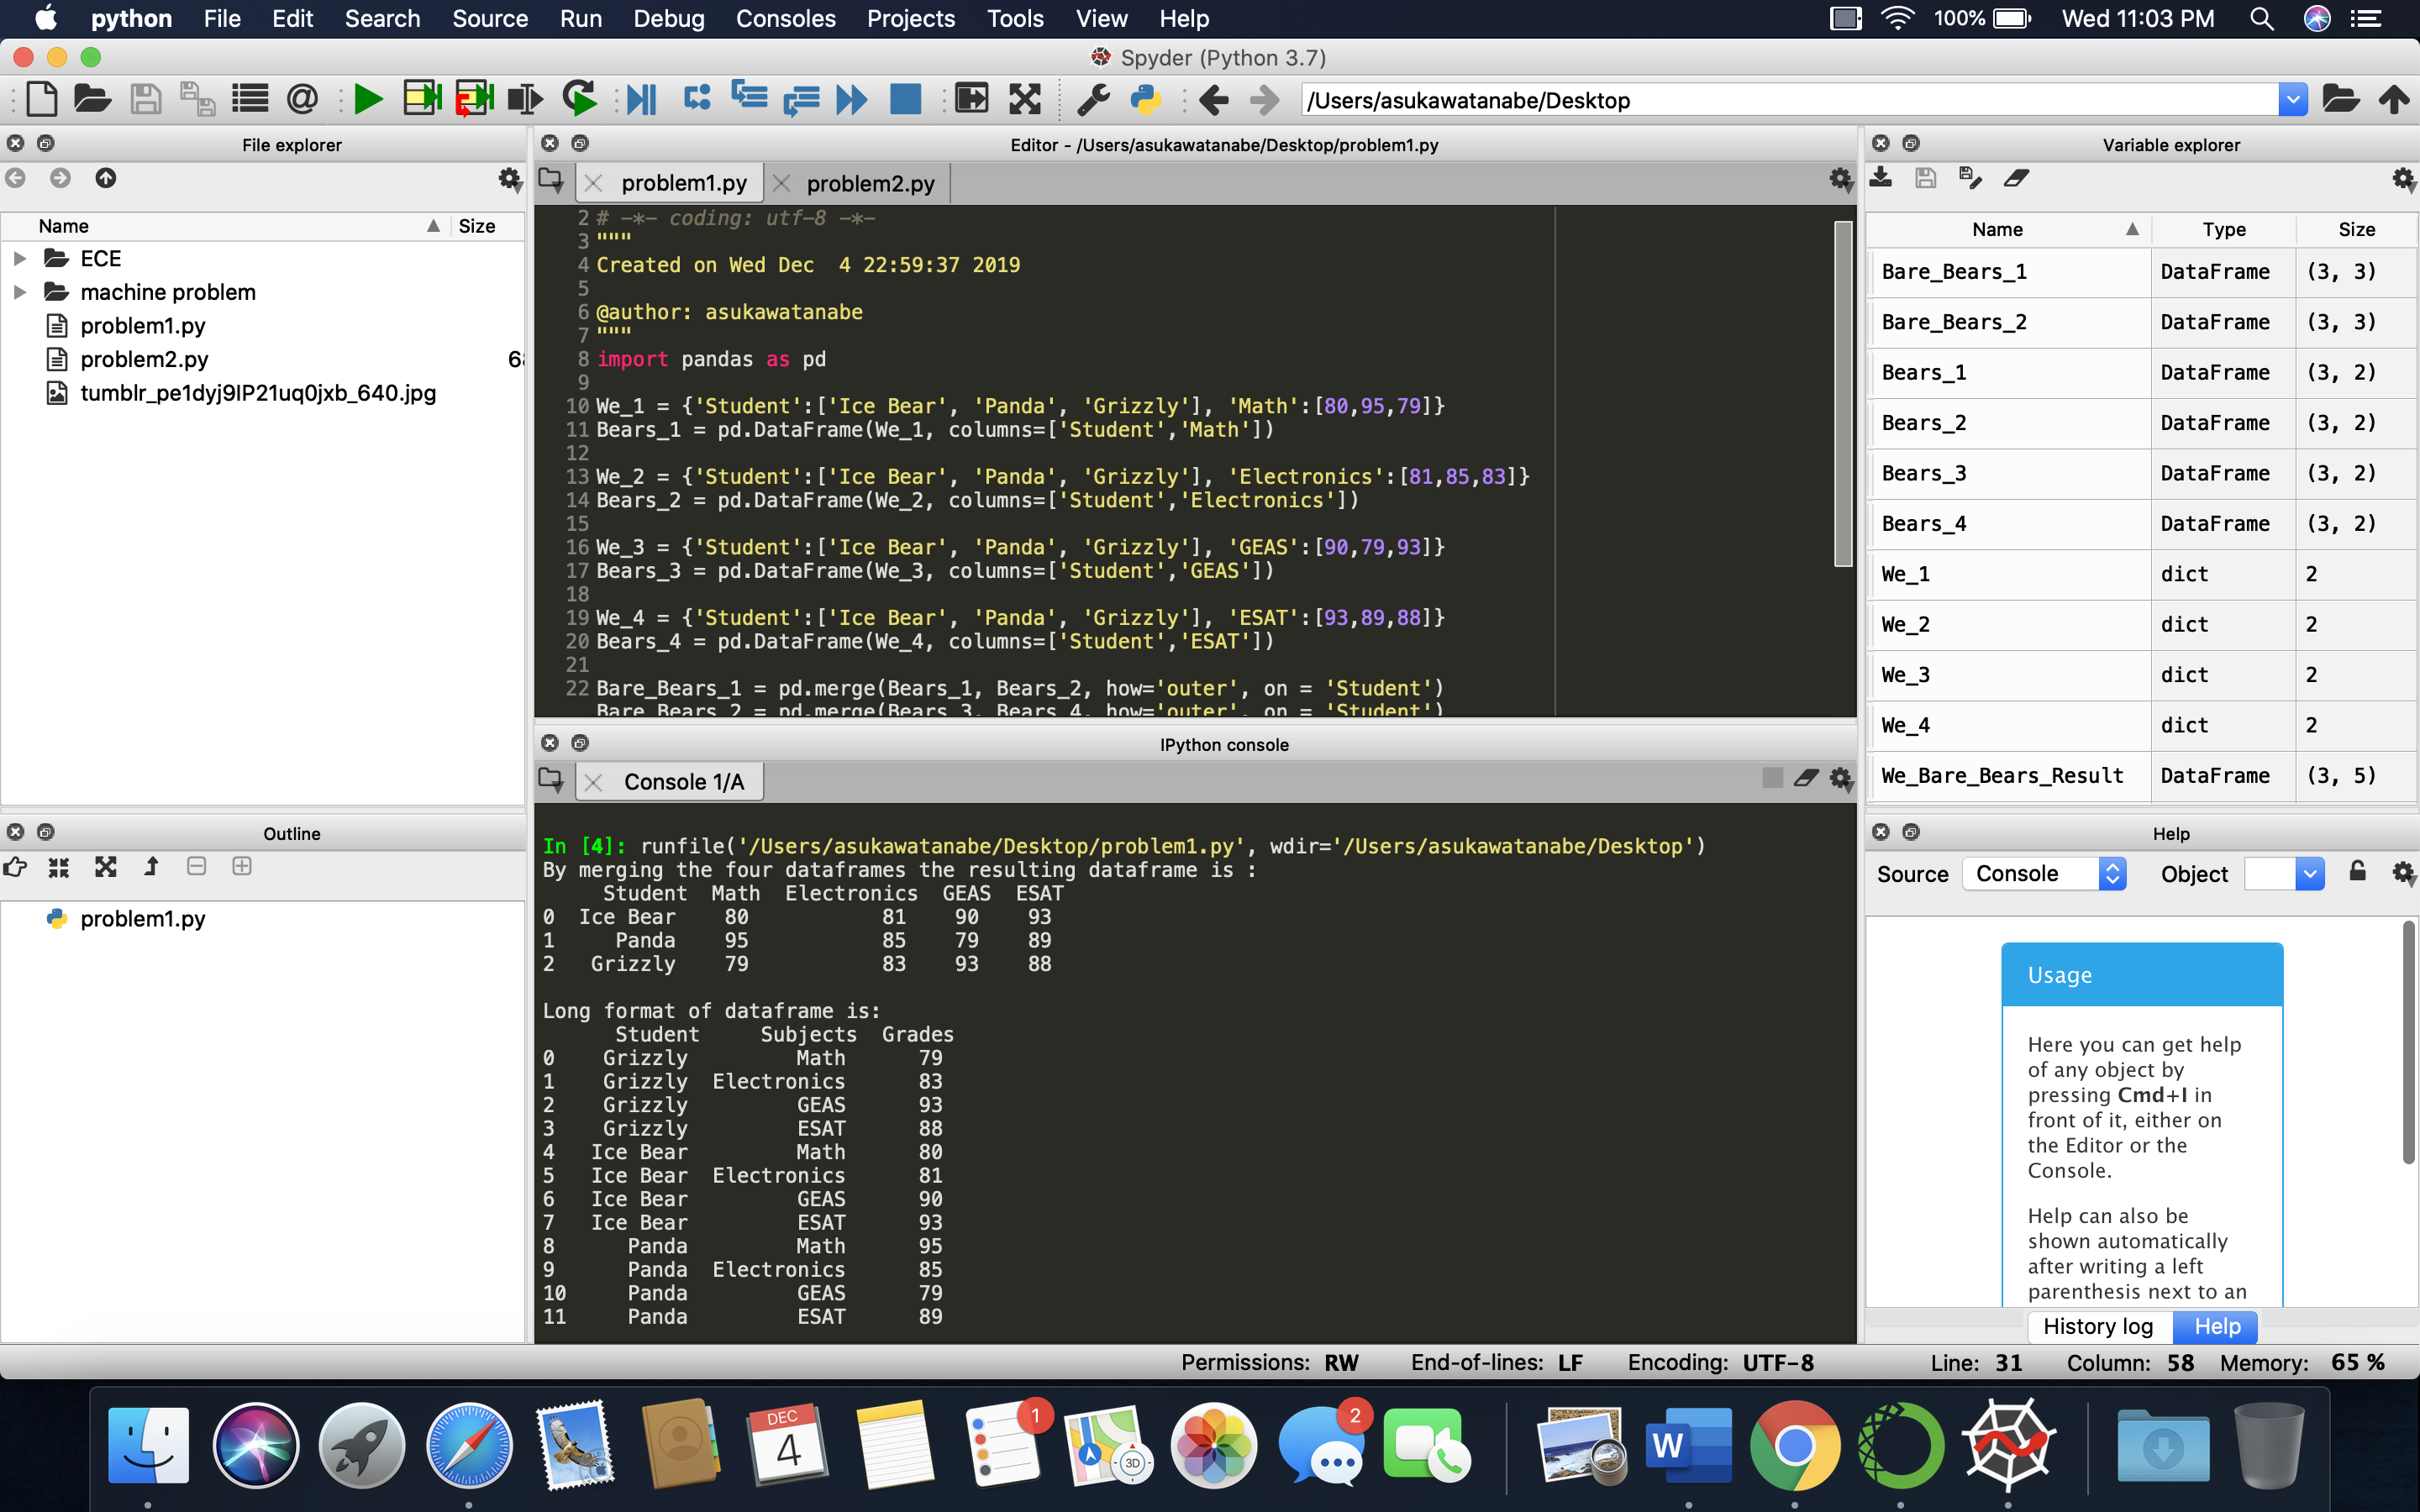 python File Edit Search Source Run Debug Consoles Projects Tools View Help 100% Wed 11:03 PM
Spyder (Python 3.7)
/Users/asukawatanabe/Desktop
File explorer
Name Size
ECE
machine problem
problem1.py
problem2.py 68
tumblr_pe1dyj9lP21uq0jxb_640.jpg
Outline
problem1.py
Editor - /Users/asukawatanabe/Desktop/problem1.py
problem1.py problem2.py
2 # -*- coding: utf-8 -*-
3 """
4 Created on Wed Dec  4 22:59:37 2019
5
6 @author: asukawatanabe
7 """
8 import pandas as pd
9
10 We_1 = {'Student':['Ice Bear', 'Panda', 'Grizzly'], 'Math':[80,95,79]}
11 Bears_1 = pd.DataFrame(We_1, columns=['Student','Math'])
12
13 We_2 = {'Student':['Ice Bear', 'Panda', 'Grizzly'], 'Electronics':[81,85,83]}
14 Bears_2 = pd.DataFrame(We_2, columns=['Student','Electronics'])
15
16 We_3 = {'Student':['Ice Bear', 'Panda', 'Grizzly'], 'GEAS':[90,79,93]}
17 Bears_3 = pd.DataFrame(We_3, columns=['Student','GEAS'])
18
19 We_4 = {'Student':['Ice Bear', 'Panda', 'Grizzly'], 'ESAT':[93,89,88]}
20 Bears_4 = pd.DataFrame(We_4, columns=['Student','ESAT'])
21
22 Bare_Bears_1 = pd.merge(Bears_1, Bears_2, how='outer', on = 'Student')
Bare_Bears_2 = pd.merge(Bears_3, Bears_4, how='outer', on = 'Student')
IPython console
Console 1/A
In [4]: runfile('/Users/asukawatanabe/Desktop/problem1.py', wdir='/Users/asukawatanabe/Desktop')
By merging the four dataframes the resulting dataframe is :
Student Math Electronics GEAS ESAT
0 Ice Bear 80 81 90 93
1 Panda 95 85 79 89
2 Grizzly 79 83 93 88
Long format of dataframe is:
Student Subjects Grades
0 Grizzly Math 79
1 Grizzly Electronics 83
2 Grizzly GEAS 93
3 Grizzly ESAT 88
4 Ice Bear Math 80
5 Ice Bear Electronics 81
6 Ice Bear GEAS 90
7 Ice Bear ESAT 93
8 Panda Math 95
9 Panda Electronics 85
10 Panda GEAS 79
11 Panda ESAT 89
Variable explorer
Name Type Size
Bare_Bears_1 DataFrame (3, 3)
Bare_Bears_2 DataFrame (3, 3)
Bears_1 DataFrame (3, 2)
Bears_2 DataFrame (3, 2)
Bears_3 DataFrame (3, 2)
Bears_4 DataFrame (3, 2)
We_1 dict 2
We_2 dict 2
We_3 dict 2
We_4 dict 2
We_Bare_Bears_Result DataFrame (3, 5)
Help
Source Console Object
Usage
Here you can get help
of any object by
pressing Cmd+I in
front of it, either on
the Editor or the
Console.
Help can also be
shown automatically
after writing a left
parenthesis next to an
History log Help
Permissions: RW End-of-lines: LF Encoding: UTF-8 Line: 31 Column: 58 Memory: 65 %
DEC
4
1
3D
2
W